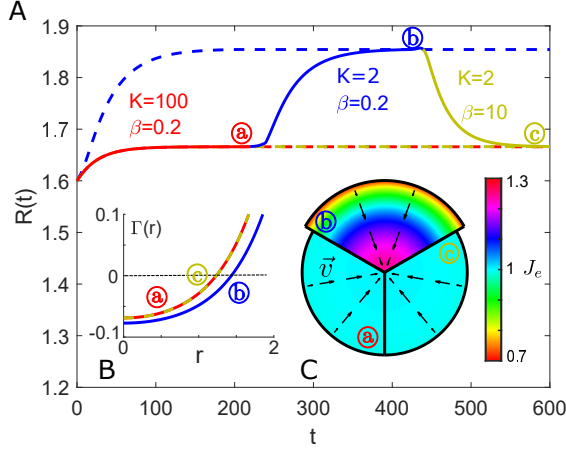 A
1.9
1.8
1.7
1.6
1.5
1.4
1.3
1.2
R(t)
0 100 200 300 400 500 600
t
K=100
β=0.2
K=2
β=0.2
K=2
β=10
a
b
c
0.1
0
-0.1
Γ(r)
c
a
b
0 r 2
B
C
b
c
a
v⃗
1.3
1
0.7
J_e